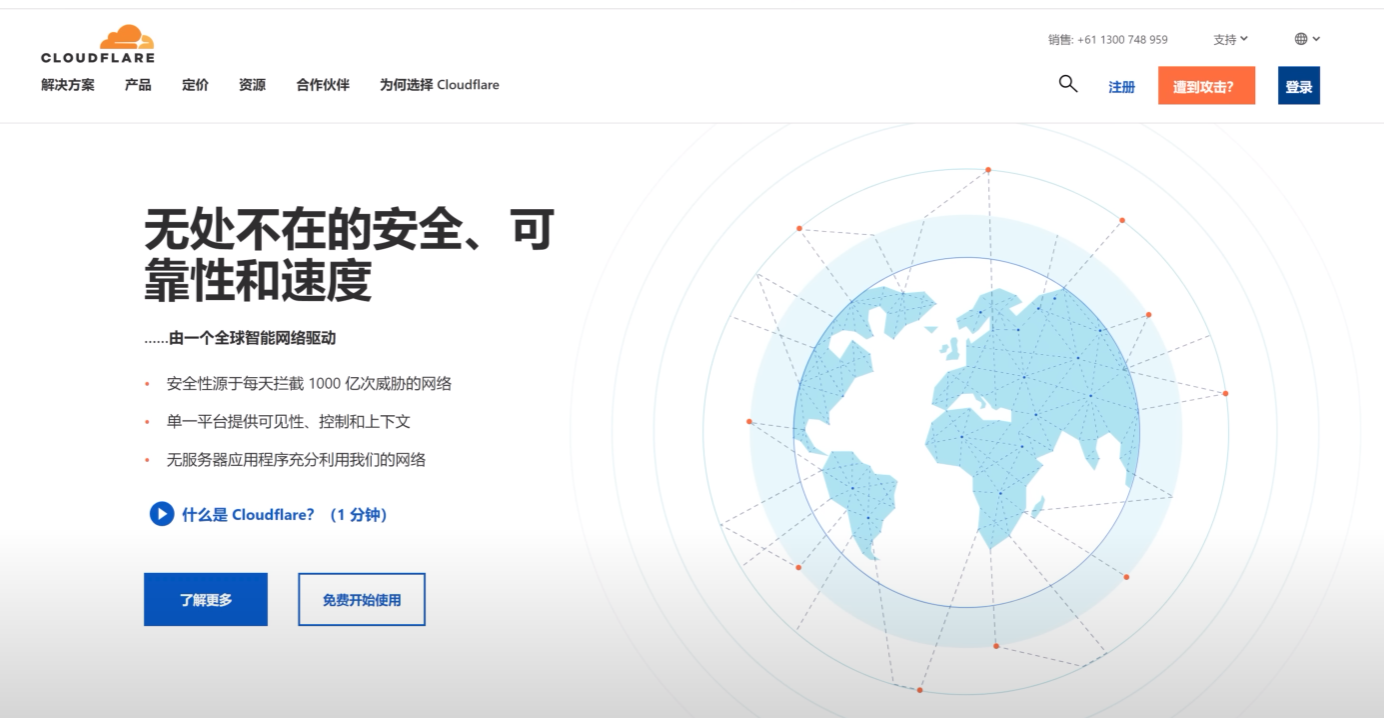 CLOUDFLARE
销售: +61 1300 748 959
支持
解决方案 产品 定价 资源 合作伙伴 为何选择 Cloudflare
注册
遭到攻击?
登录
无处不在的安全、可
靠性和速度
......由一个全球智能网络驱动
• 安全性源于每天拦截 1000 亿次威胁的网络
• 单一平台提供可见性、控制和上下文
• 无服务器应用程序充分利用我们的网络
什么是 Cloudflare？（1 分钟）
了解更多
免费开始使用